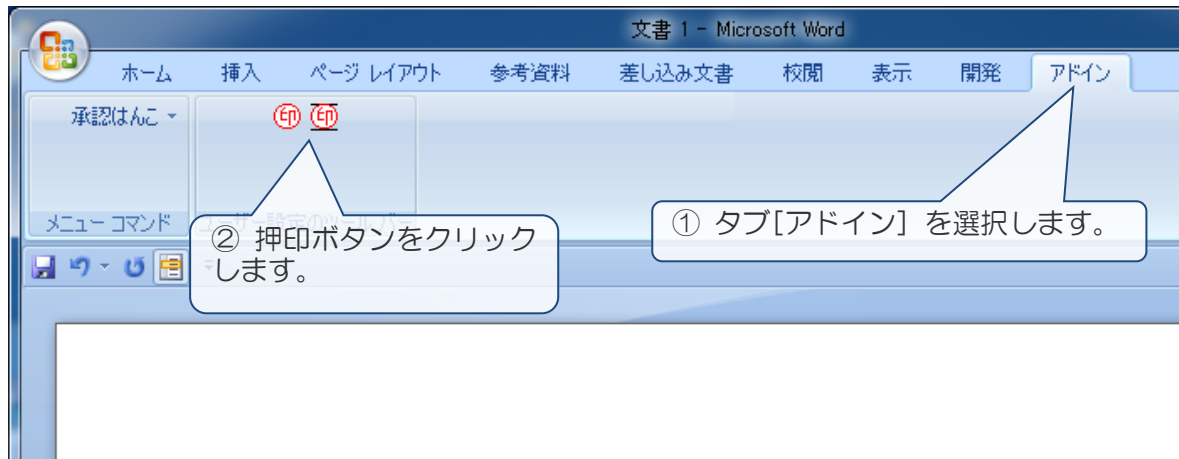 文書 1 - Microsoft Word
ホーム 挿入 ページ レイアウト 参考資料 差し込み文書 校閲 表示 開発 アドイン
承認はんこ
印 印
メニュー コマンド
① タブ[アドイン] を選択します。
② 押印ボタンをクリック
します。